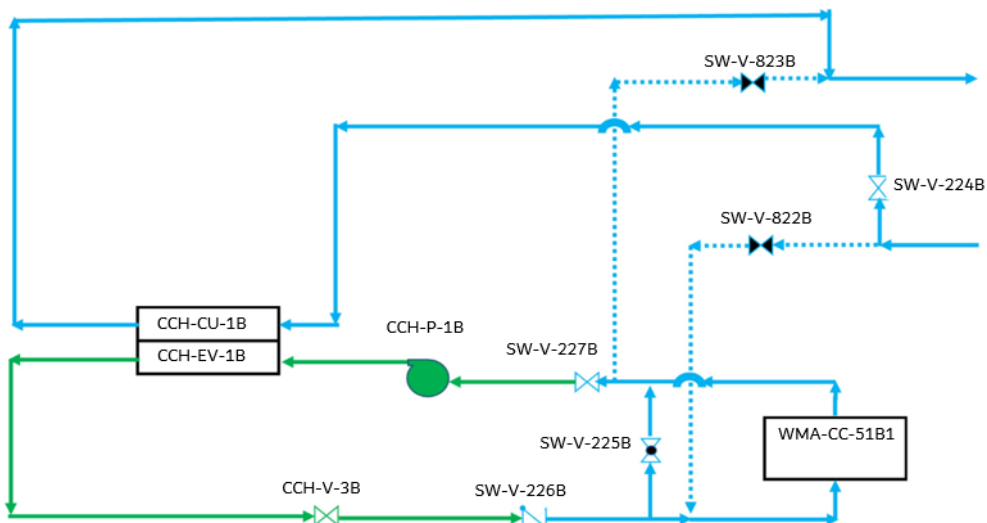 SW-V-823B
SW-V-224B
SW-V-822B
CCH-CU-1B
CCH-P-1B
CCH-EV-1B
SW-V-227B
WMA-CC-51B1
SW-V-225B
CCH-V-3B
SW-V-226B